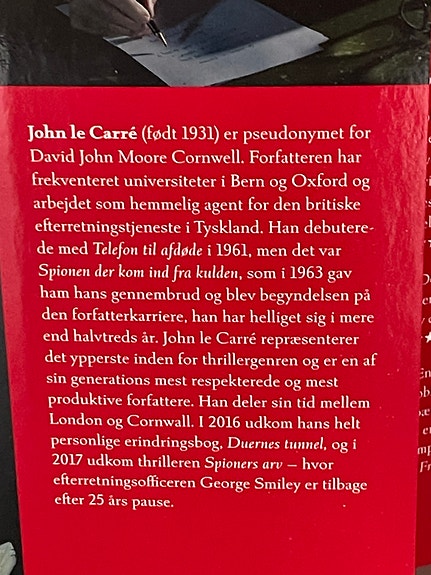 John le Carré (født 1931) er pseudonymet for
David John Moore Cornwell. Forfatteren har
frekventeret universiteter i Bern og Oxford og
arbejdet som hemmelig agent for den britiske
efterretningstjeneste i Tyskland. Han debutere-
de med Telefon til afdøde i 1961, men det var
Spionen der kom ind fra kulden, som i 1963 gav
ham hans gennembrud og blev begyndelsen på
den forfatterkarriere, han har helliget sig i mere
end halvtreds år. John le Carré repræsenterer
det ypperste inden for thrillergenren og er en af
sin generations mest respekterede og mest
produktive forfattere. Han deler sin tid mellem
London og Cornwall. I 2016 udkom hans helt
personlige erindringsbog, Duernes tunnel, og i
2017 udkom thrilleren Spioners arv – hvor
efterretningsofficeren George Smiley er tilbage
efter 25 års pause.